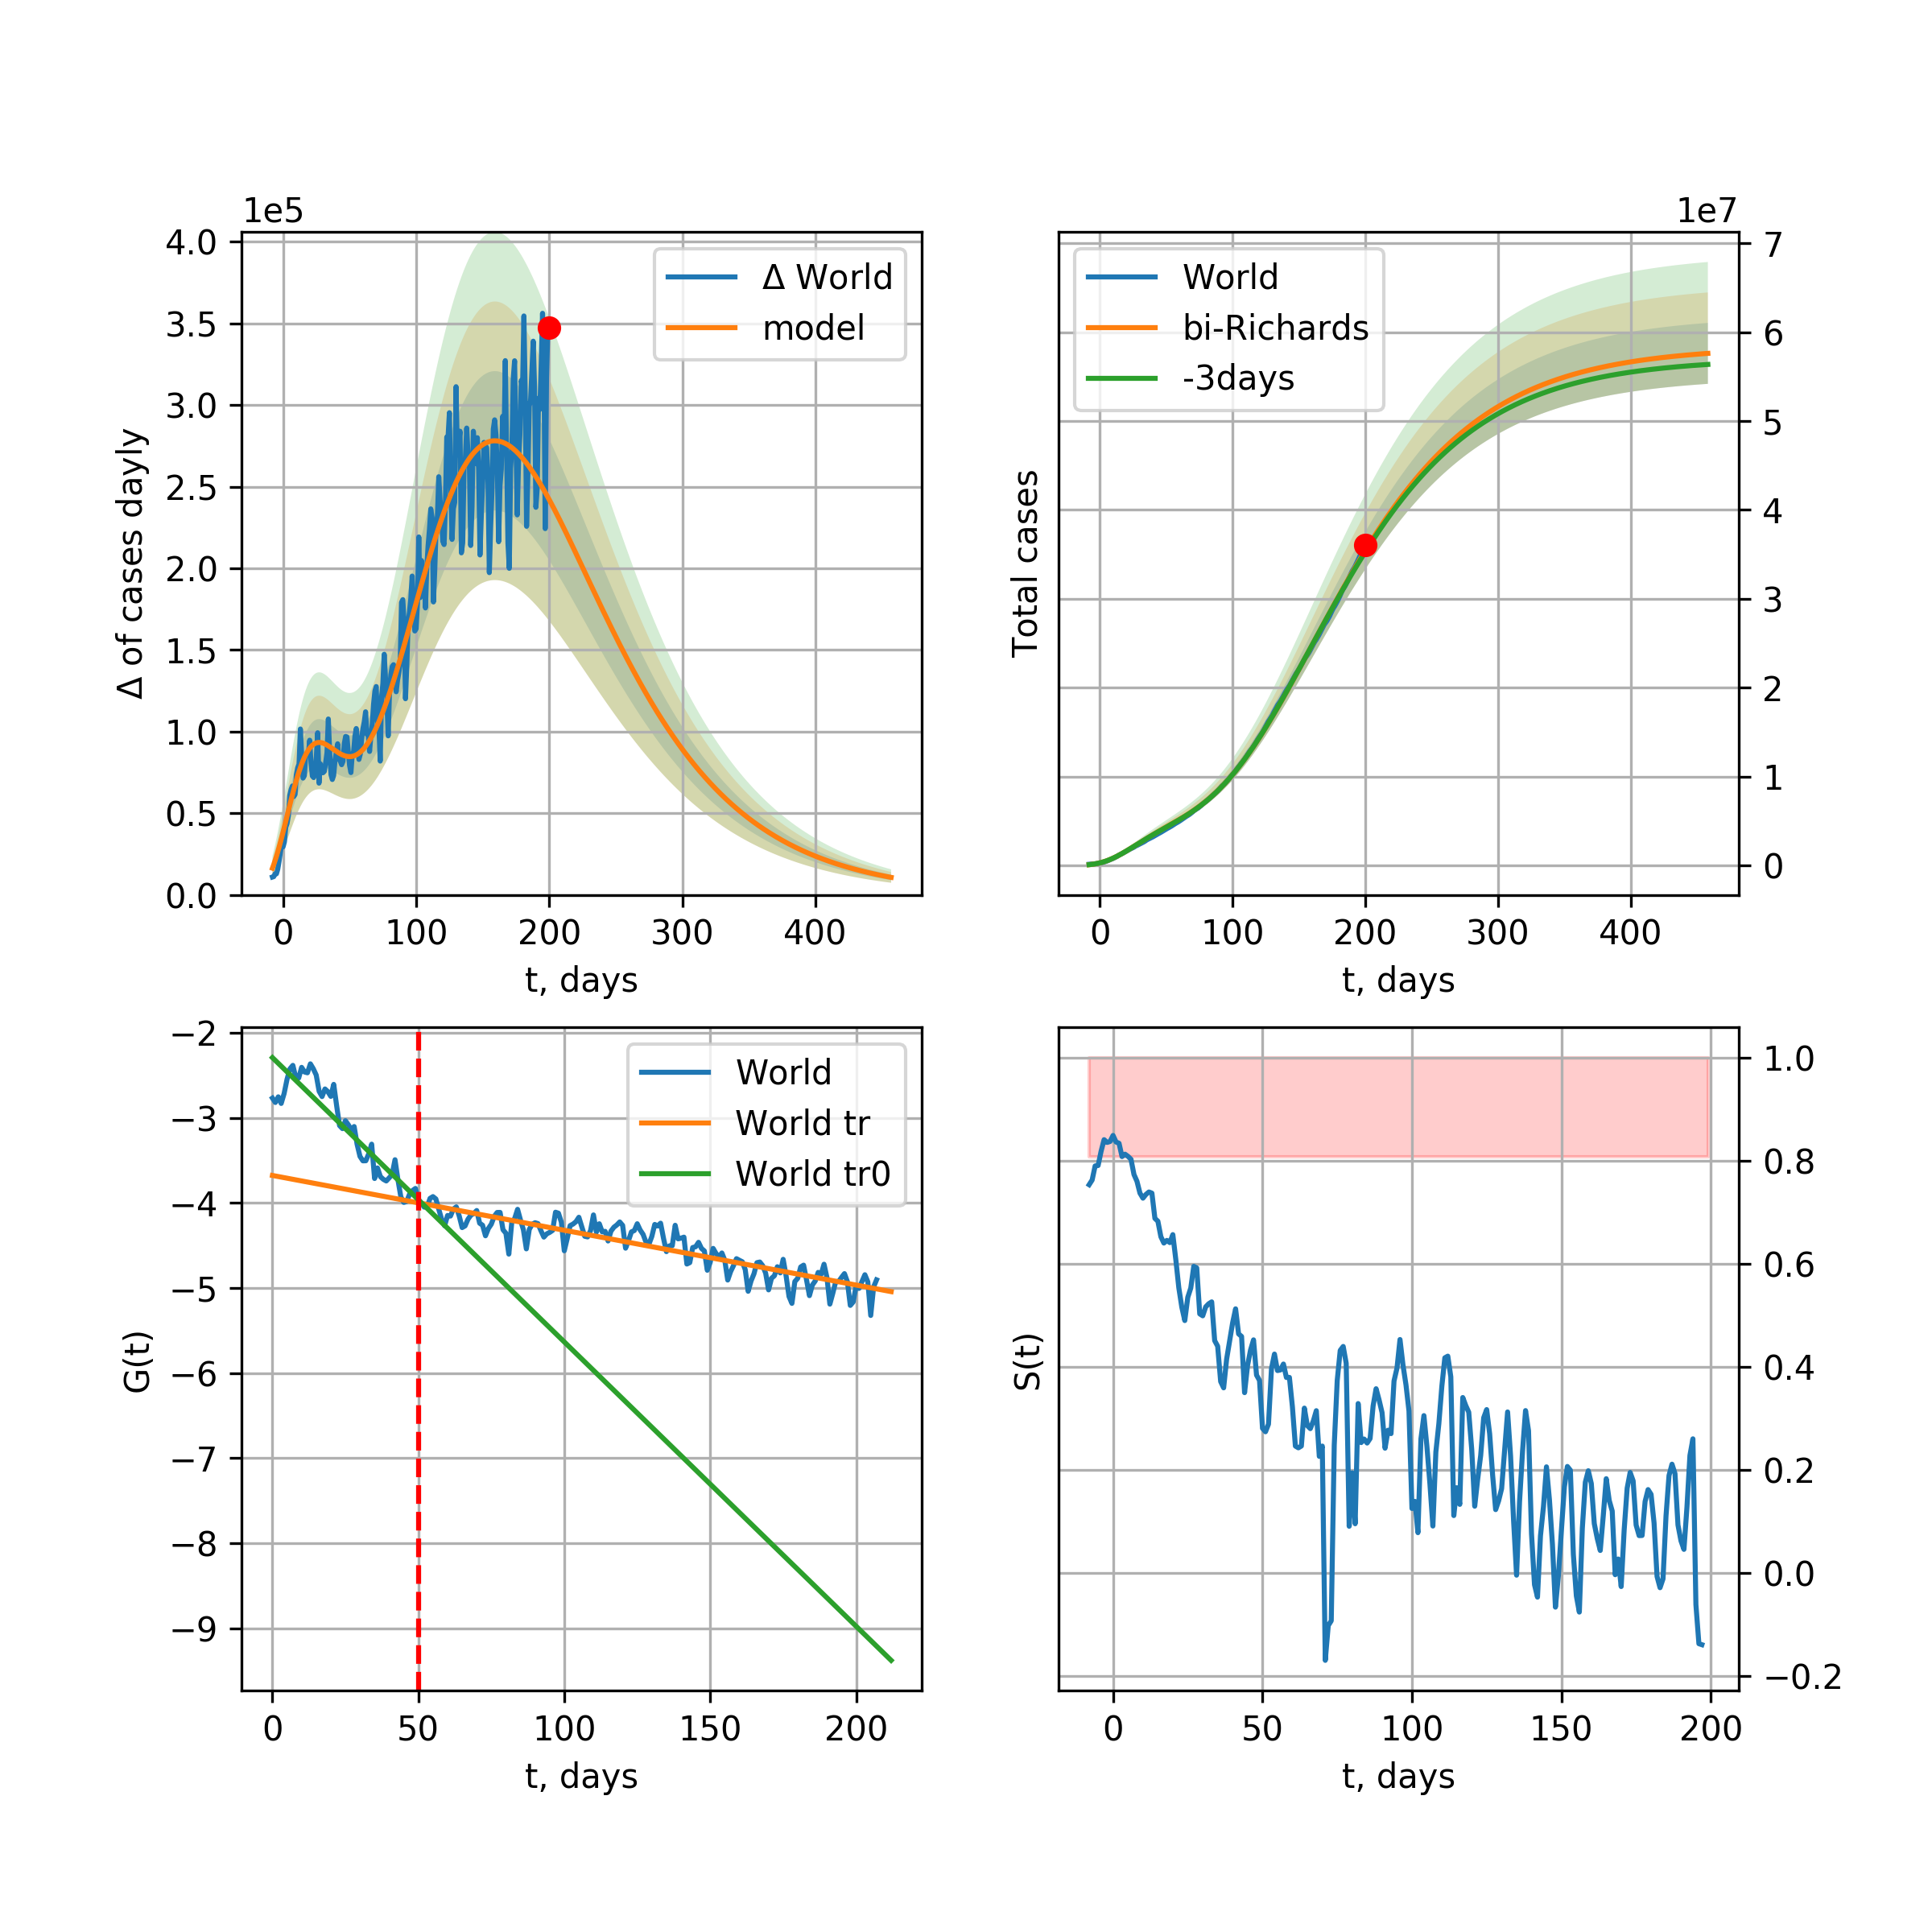 1e5
4.0
3.5
3.0
2.5
2.0
1.5
1.0
0.5
0.0
Δ of cases dayly
Δ World
model
0 100 200 300 400
t, days
1e7
World
bi-Richards
-3days
Total cases
7
6
5
4
3
2
1
0
0 100 200 300 400
t, days
−2
−3
−4
−5
−6
−7
−8
−9
G(t)
World
World tr
World tr0
0 50 100 150 200
t, days
S(t)
1.0
0.8
0.6
0.4
0.2
0.0
−0.2
0 50 100 150 200
t, days